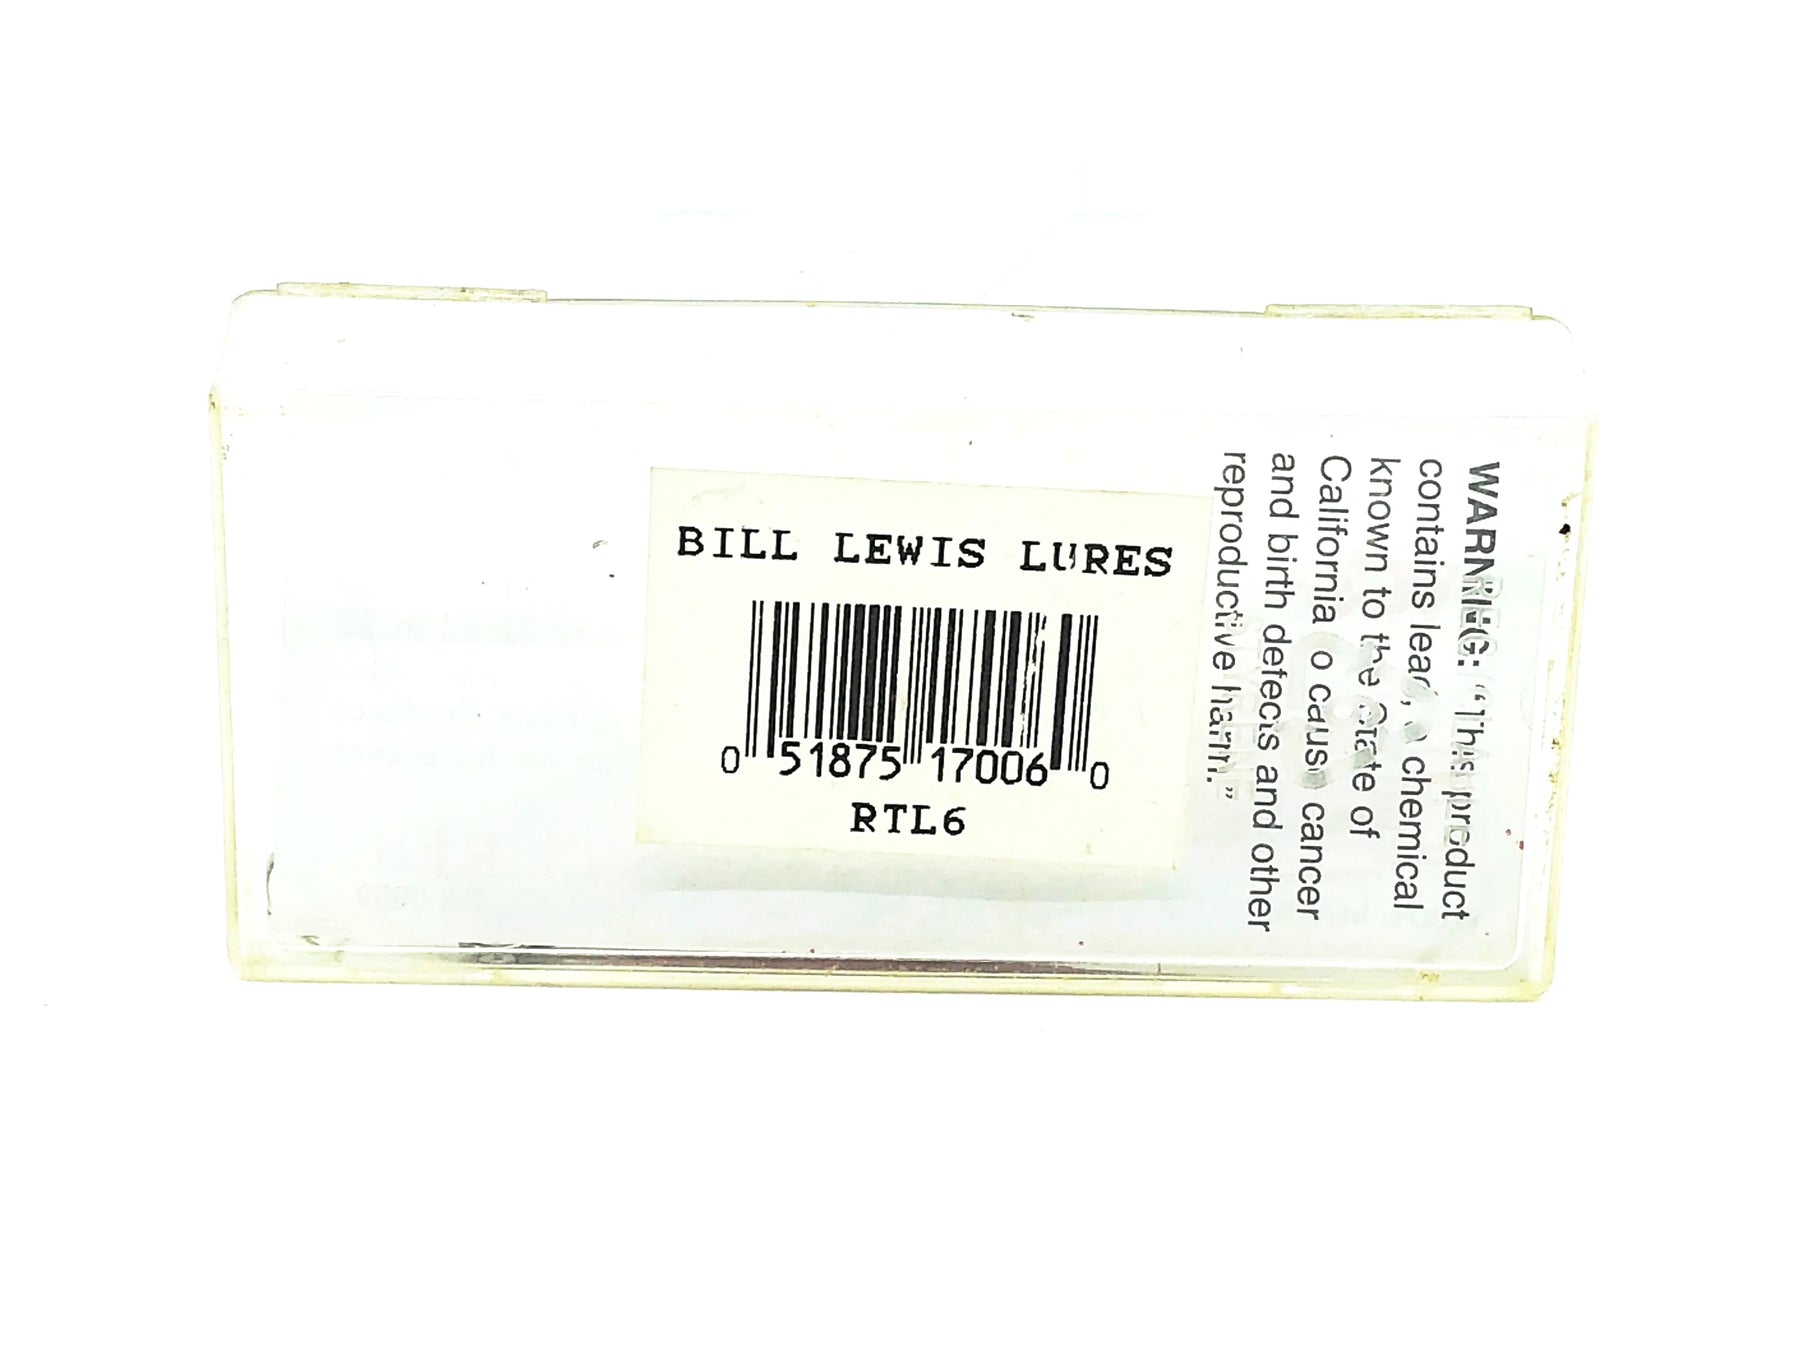 BILL LEWIS LURES
0 51875 17006 0
RTL6
WARNING: "This product
contains lead, a chemical
known to the State of
California to cause cancer
and birth defects and other
reproductive harm."